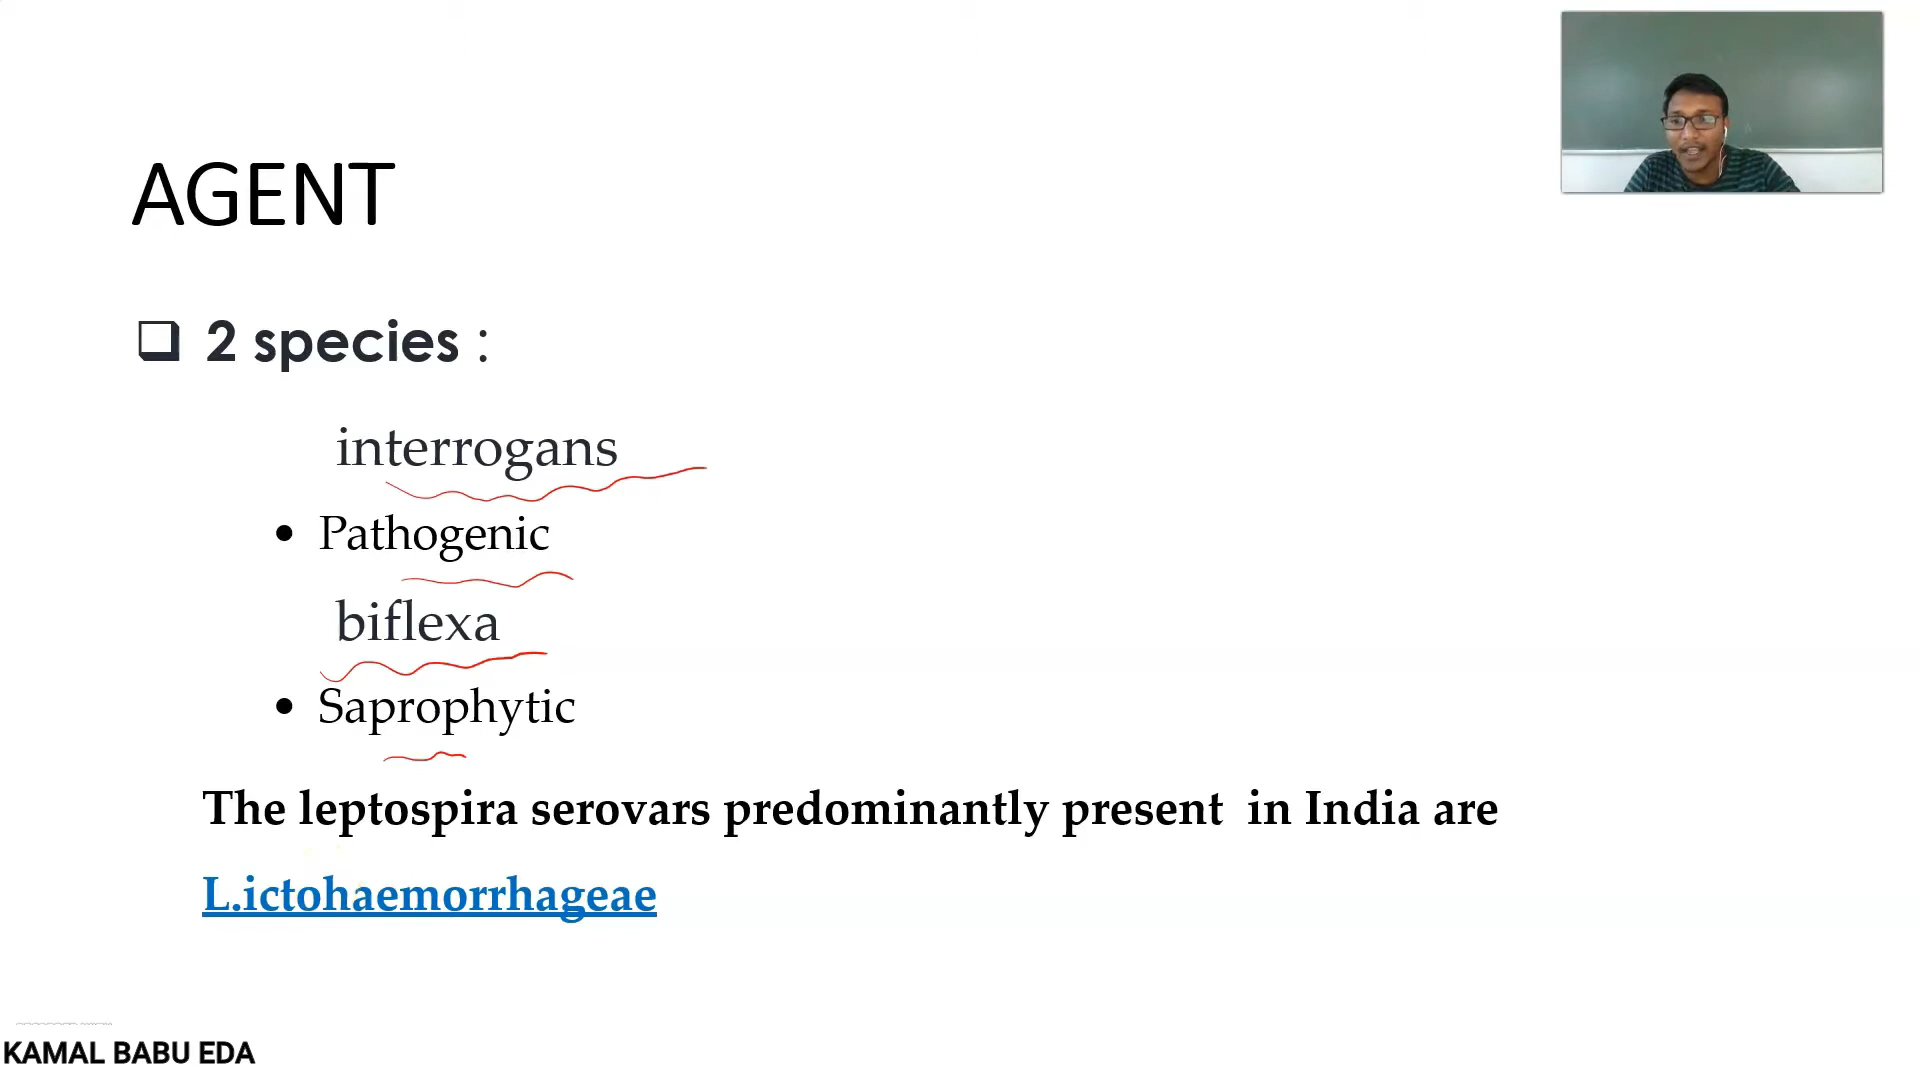 AGENT
❑ 2 species :
interrogans
• Pathogenic
biflexa
• Saprophytic
The leptospira serovars predominantly present in India are
L.ictohaemorrhageae
KAMAL BABU EDA